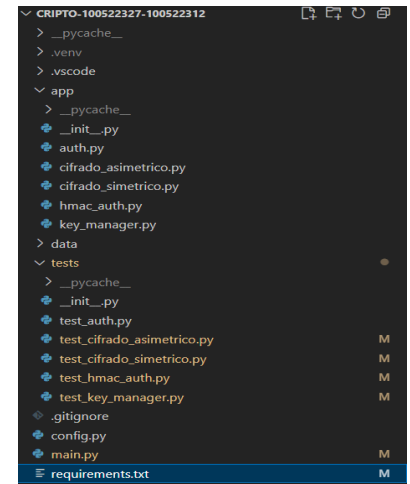 CRIPTO-100522327-100522312
__pycache__
.venv
.vscode
app
__pycache__
__init__.py
auth.py
cifrado_asimetrico.py
cifrado_simetrico.py
hmac_auth.py
key_manager.py
data
tests
__pycache__
__init__.py
test_auth.py
test_cifrado_asimetrico.py M
test_cifrado_simetrico.py M
test_hmac_auth.py M
test_key_manager.py M
.gitignore
config.py
main.py M
requirements.txt M